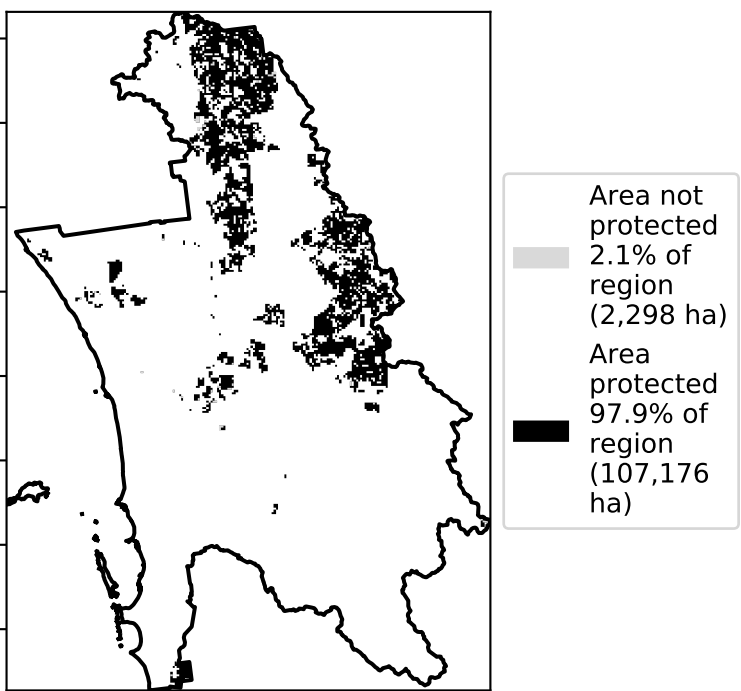 Area not
protected
2.1% of
region
(2,298 ha)
Area
protected
97.9% of
region
(107,176
ha)